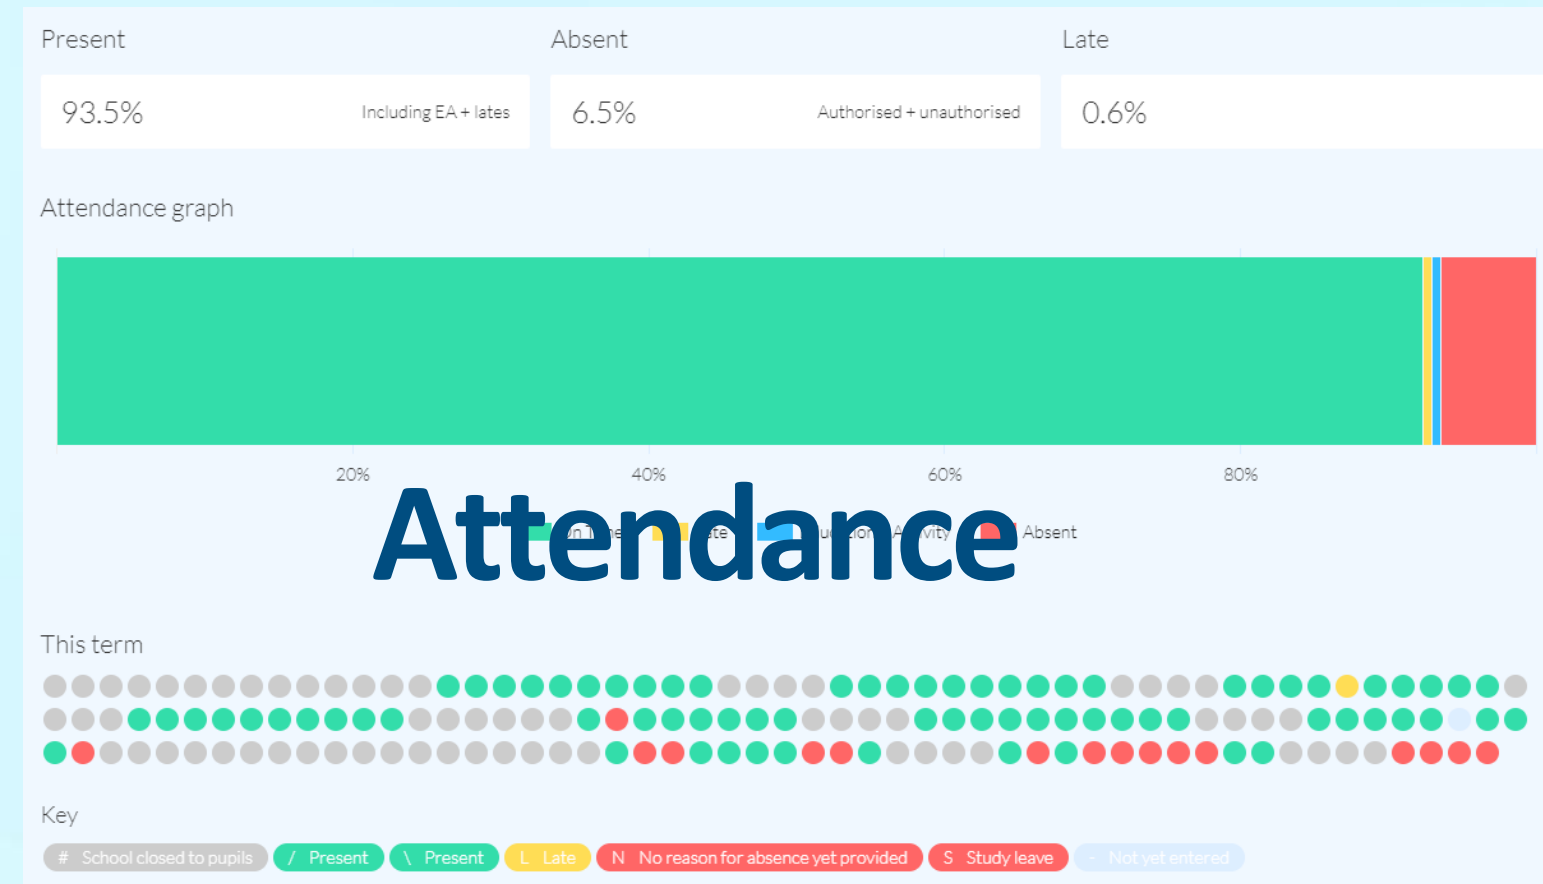 Present Absent Late
93.5% Including EA + lates 6.5% Authorised + unauthorised 0.6%
Attendance graph
20% 40% 60% 80%
Absent
Attendance
This term
Key
# School closed to pupils / Present \ Present L Late N No reason for absence yet provided S Study leave - Not yet entered